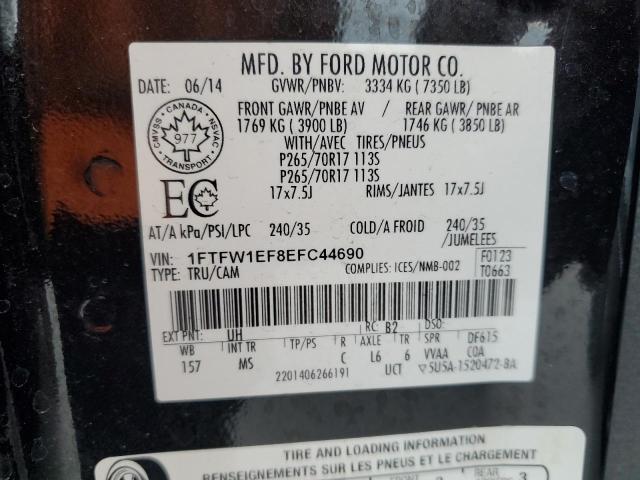 MFD. BY FORD MOTOR CO.
DATE: 06/14 GVWR/PNBV: 3334 KG ( 7350 LB)
FRONT GAWR/PNBE AV / REAR GAWR/ PNBE AR
1769 KG ( 3900 LB) 1746 KG ( 3850 LB)
WITH/AVEC TIRES/PNEUS
P265/70R17 113S
P265/70R17 113S
17x7.5J RIMS/JANTES 17x7.5J
CANADA
CMVSS NSVAC
977
TRANSPORT
EC
AT/A kPa/PSI/LPC 240/35 COLD/A FROID 240/35
/JUMELEES
VIN: 1FTFW1EF8EFC44690 F0123
TYPE: TRU/CAM COMPLIES: ICES/NMB-002 T0663
EXT PNT: UH RC: B2 DSO:
WB INT TR TP/PS R AXLE TR SPR DF615
157 MS C L6 6 VVAA CQA
2201406266191 UCT ▽5U5A-1520472-BA
TIRE AND LOADING INFORMATION
RENSEIGNEMENTS SUR LES PNEUS ET LE CHARGEMENT
FRONT REAR 3